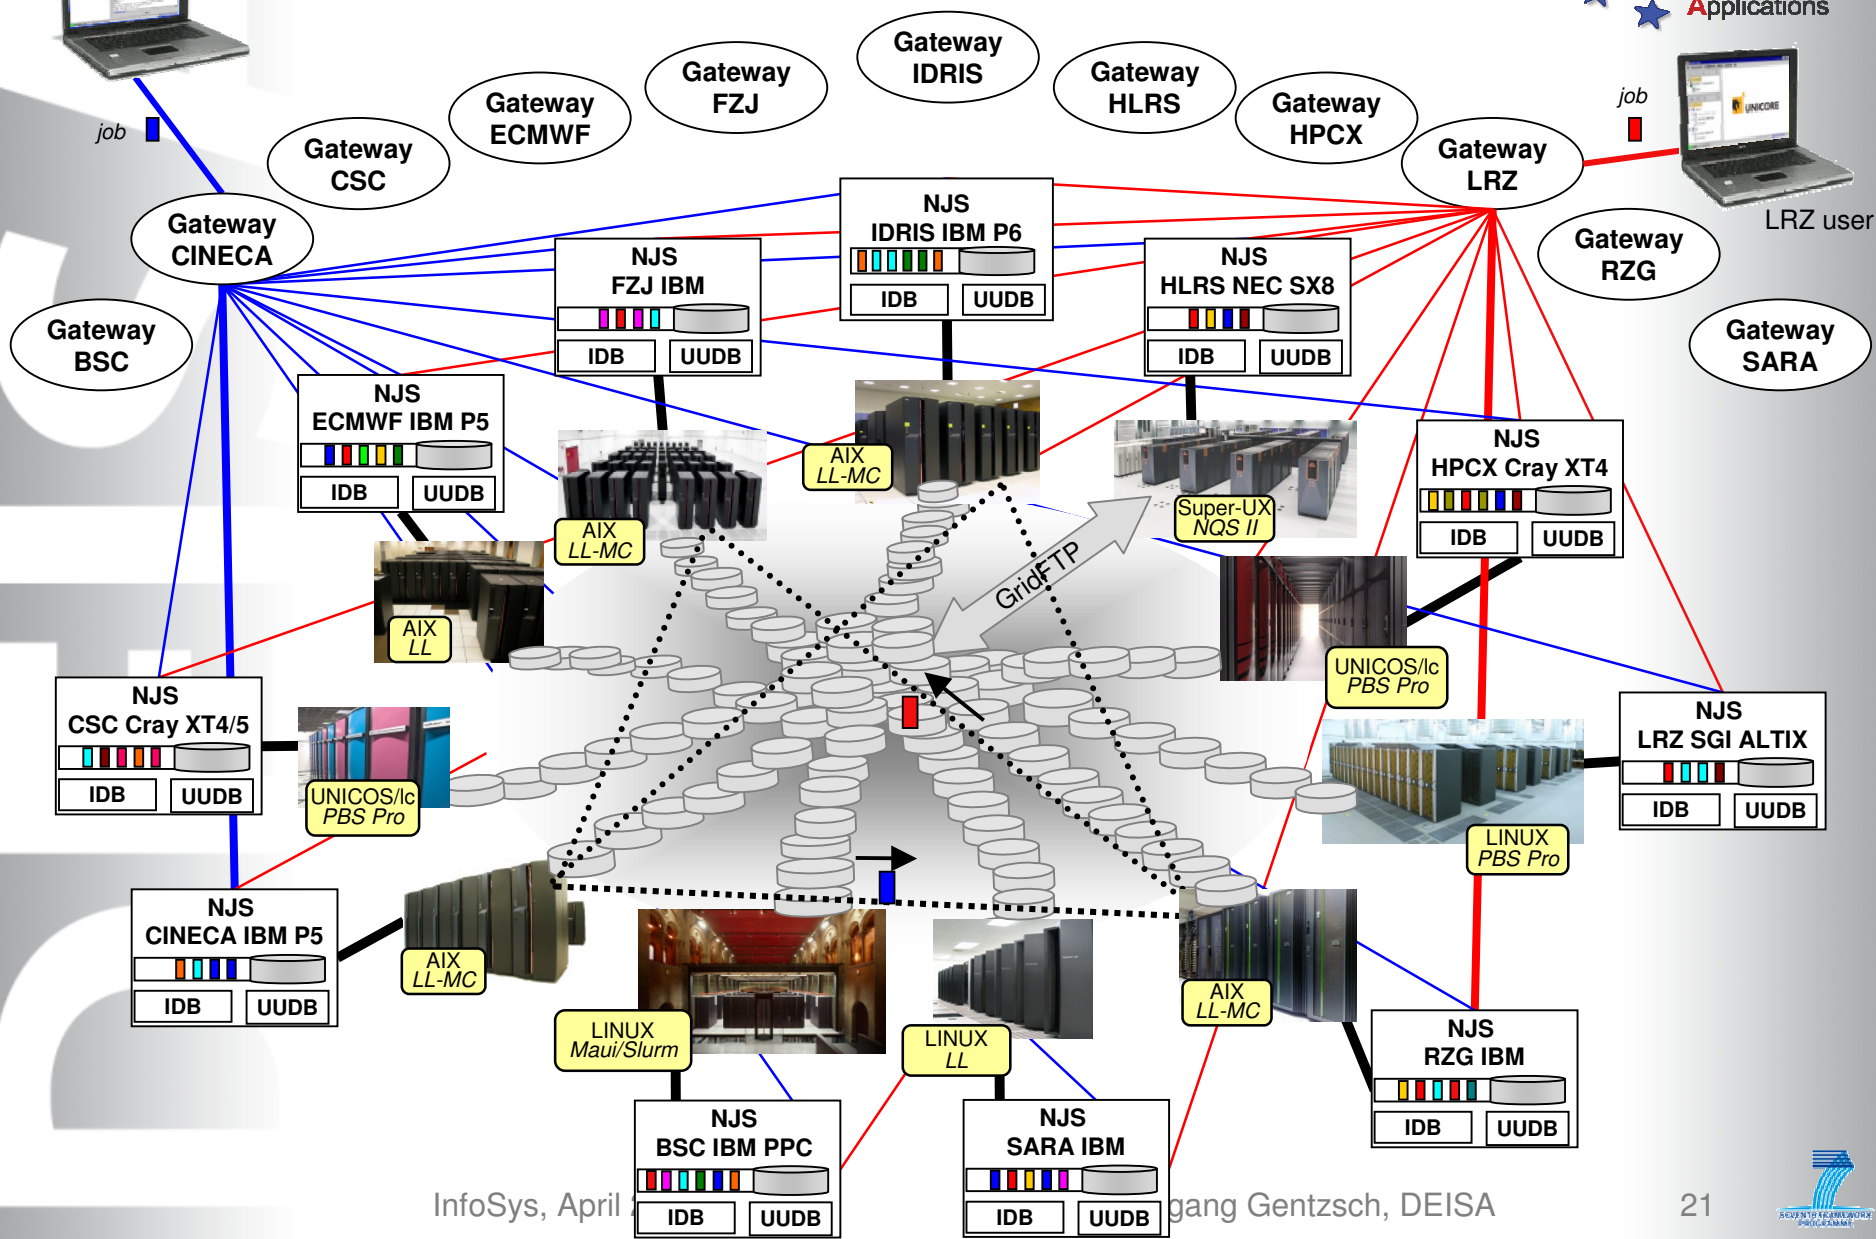 Applications
job
Gateway
BSC
Gateway
CINECA
Gateway
CSC
Gateway
ECMWF
Gateway
FZJ
Gateway
IDRIS
Gateway
HLRS
Gateway
HPCX
Gateway
LRZ
job
UNICORE
LRZ user
Gateway
RZG
Gateway
SARA
NJS
IDRIS IBM P6
IDB
UUDB
NJS
FZJ IBM
IDB
UUDB
NJS
HLRS NEC SX8
IDB
UUDB
NJS
ECMWF IBM P5
IDB
UUDB
NJS
HPCX Cray XT4
IDB
UUDB
AIX
LL-MC
AIX
LL-MC
Super-UX
NQS II
GridFTP
AIX
LL
UNICOS/lc
PBS Pro
NJS
CSC Cray XT4/5
IDB
UUDB
UNICOS/lc
PBS Pro
NJS
LRZ SGI ALTIX
IDB
UUDB
LINUX
PBS Pro
NJS
CINECA IBM P5
IDB
UUDB
AIX
LL-MC
LINUX
Maui/Slurm
LINUX
LL
AIX
LL-MC
NJS
RZG IBM
IDB
UUDB
NJS
BSC IBM PPC
IDB
UUDB
NJS
SARA IBM
IDB
UUDB
InfoSys, April
gang Gentzsch, DEISA
21
SEVENTH FRAMEWORK
PROGRAMME